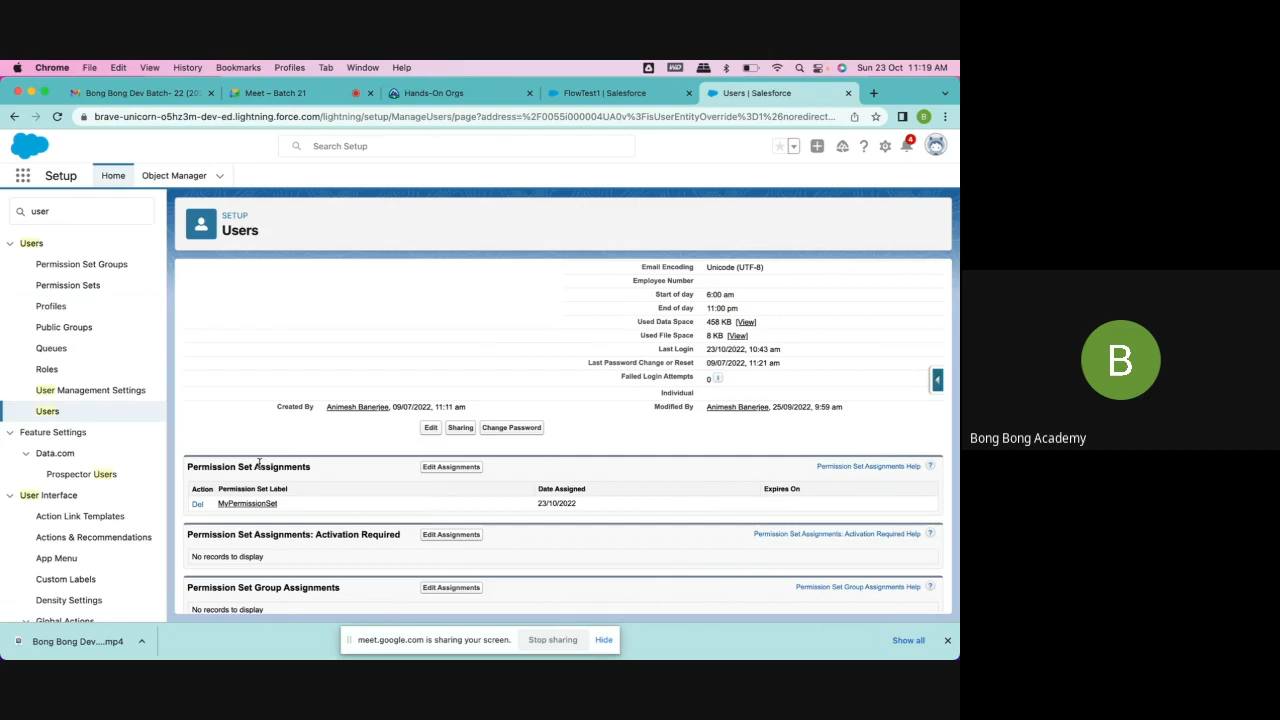 Chrome File Edit View History Bookmarks Profiles Tab Window Help Sun 23 Oct 11:19 AM
Bong Bong Dev Batch- 22 (20 Meet – Batch 21 Hands-On Orgs FlowTest1 | Salesforce Users | Salesforce
brave-unicorn-o5hz3m-dev-ed.lightning.force.com/lightning/setup/ManageUsers/page?address=%2F0055i000004UA0v%3FisUserEntityOverride%3D1%26noredirect... B
Search Setup 4
Setup Home Object Manager
user
Users
Permission Set Groups
Permission Sets
Profiles
Public Groups
Queues
Roles
User Management Settings
Users
Feature Settings
Data.com
Prospector Users
User Interface
Action Link Templates
Actions & Recommendations
App Menu
Custom Labels
Density Settings
Global Actions
SETUP
Users
Email Encoding Unicode (UTF-8)
Employee Number
Start of day 6:00 am
End of day 11:00 pm
Used Data Space 458 KB [View]
Used File Space 8 KB [View]
Last Login 23/10/2022, 10:43 am
Last Password Change or Reset 09/07/2022, 11:21 am
Failed Login Attempts 0 i
Individual
Created By Animesh Banerjee, 09/07/2022, 11:11 am Modified By Animesh Banerjee, 25/09/2022, 9:59 am
Edit Sharing Change Password
Permission Set Assignments Edit Assignments Permission Set Assignments Help ?
Action Permission Set Label Date Assigned Expires On
Del MyPermissionSet 23/10/2022
Permission Set Assignments: Activation Required Edit Assignments Permission Set Assignments: Activation Required Help ?
No records to display
Permission Set Group Assignments Edit Assignments Permission Set Group Assignments Help ?
No records to display
Bong Bong Dev....mp4 meet.google.com is sharing your screen. Stop sharing Hide Show all
B
Bong Bong Academy